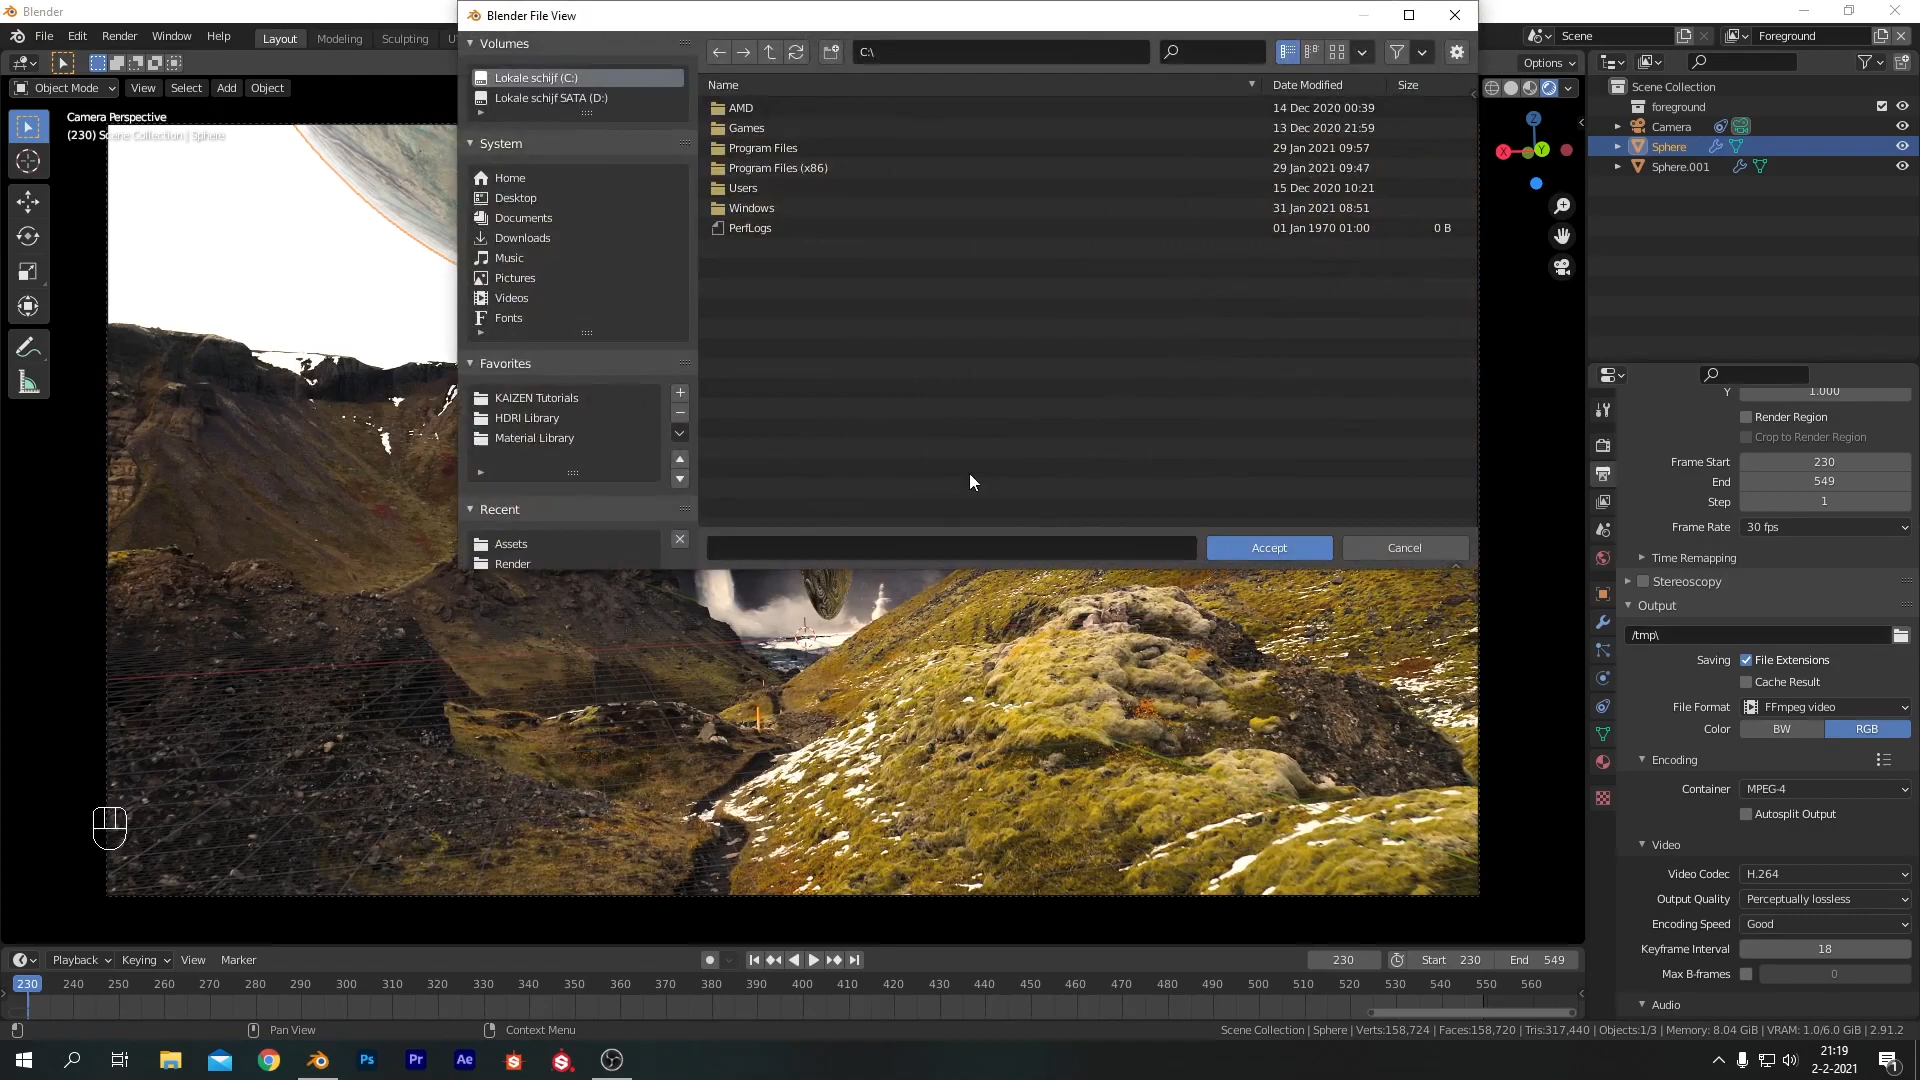 Blender
File Edit Render Window Help Layout Modeling Sculpting U
Scene Foreground
Object Mode View Select Add Object
Options
Camera Perspective
(230) Scene Collection | Sphere
Blender File View
Volumes
Lokale schijf (C:)
Lokale schijf SATA (D:)
System
Home
Desktop
Documents
Downloads
Music
Pictures
Videos
Fonts
Favorites
KAIZEN Tutorials
HDRI Library
Material Library
Recent
Assets
Render
C:\
Name Date Modified Size
AMD 14 Dec 2020 00:39
Games 13 Dec 2020 21:59
Program Files 29 Jan 2021 09:57
Program Files (x86) 29 Jan 2021 09:47
Users 15 Dec 2020 10:21
Windows 31 Jan 2021 08:51
PerfLogs 01 Jan 1970 01:00 0 B
Accept Cancel
Z
X Y
Scene Collection
foreground
Camera
Sphere
Sphere.001
Y 1.000
Render Region
Crop to Render Region
Frame Start 230
End 549
Step 1
Frame Rate 30 fps
Time Remapping
Stereoscopy
Output
/tmp\
Saving File Extensions
Cache Result
File Format FFmpeg video
Color BW RGB
Encoding
Container MPEG-4
Autosplit Output
Video
Video Codec H.264
Output Quality Perceptually lossless
Encoding Speed Good
Keyframe Interval 18
Max B-frames 0
Audio
Playback Keying View Marker 230 Start 230 End 549
230 240 250 260 270 280 290 300 310 320 330 340 350 360 370 380 390 400 410 420 430 440 450 460 470 480 490 500 510 520 530 540 550 560
Pan View Context Menu
Scene Collection | Sphere | Verts:158,724 | Faces:158,720 | Tris:317,440 | Objects:1/3 | Memory: 8.04 GiB | VRAM: 1.0/6.0 GiB | 2.91.2
Ps Pr Ae
21:19
2-2-2021
1